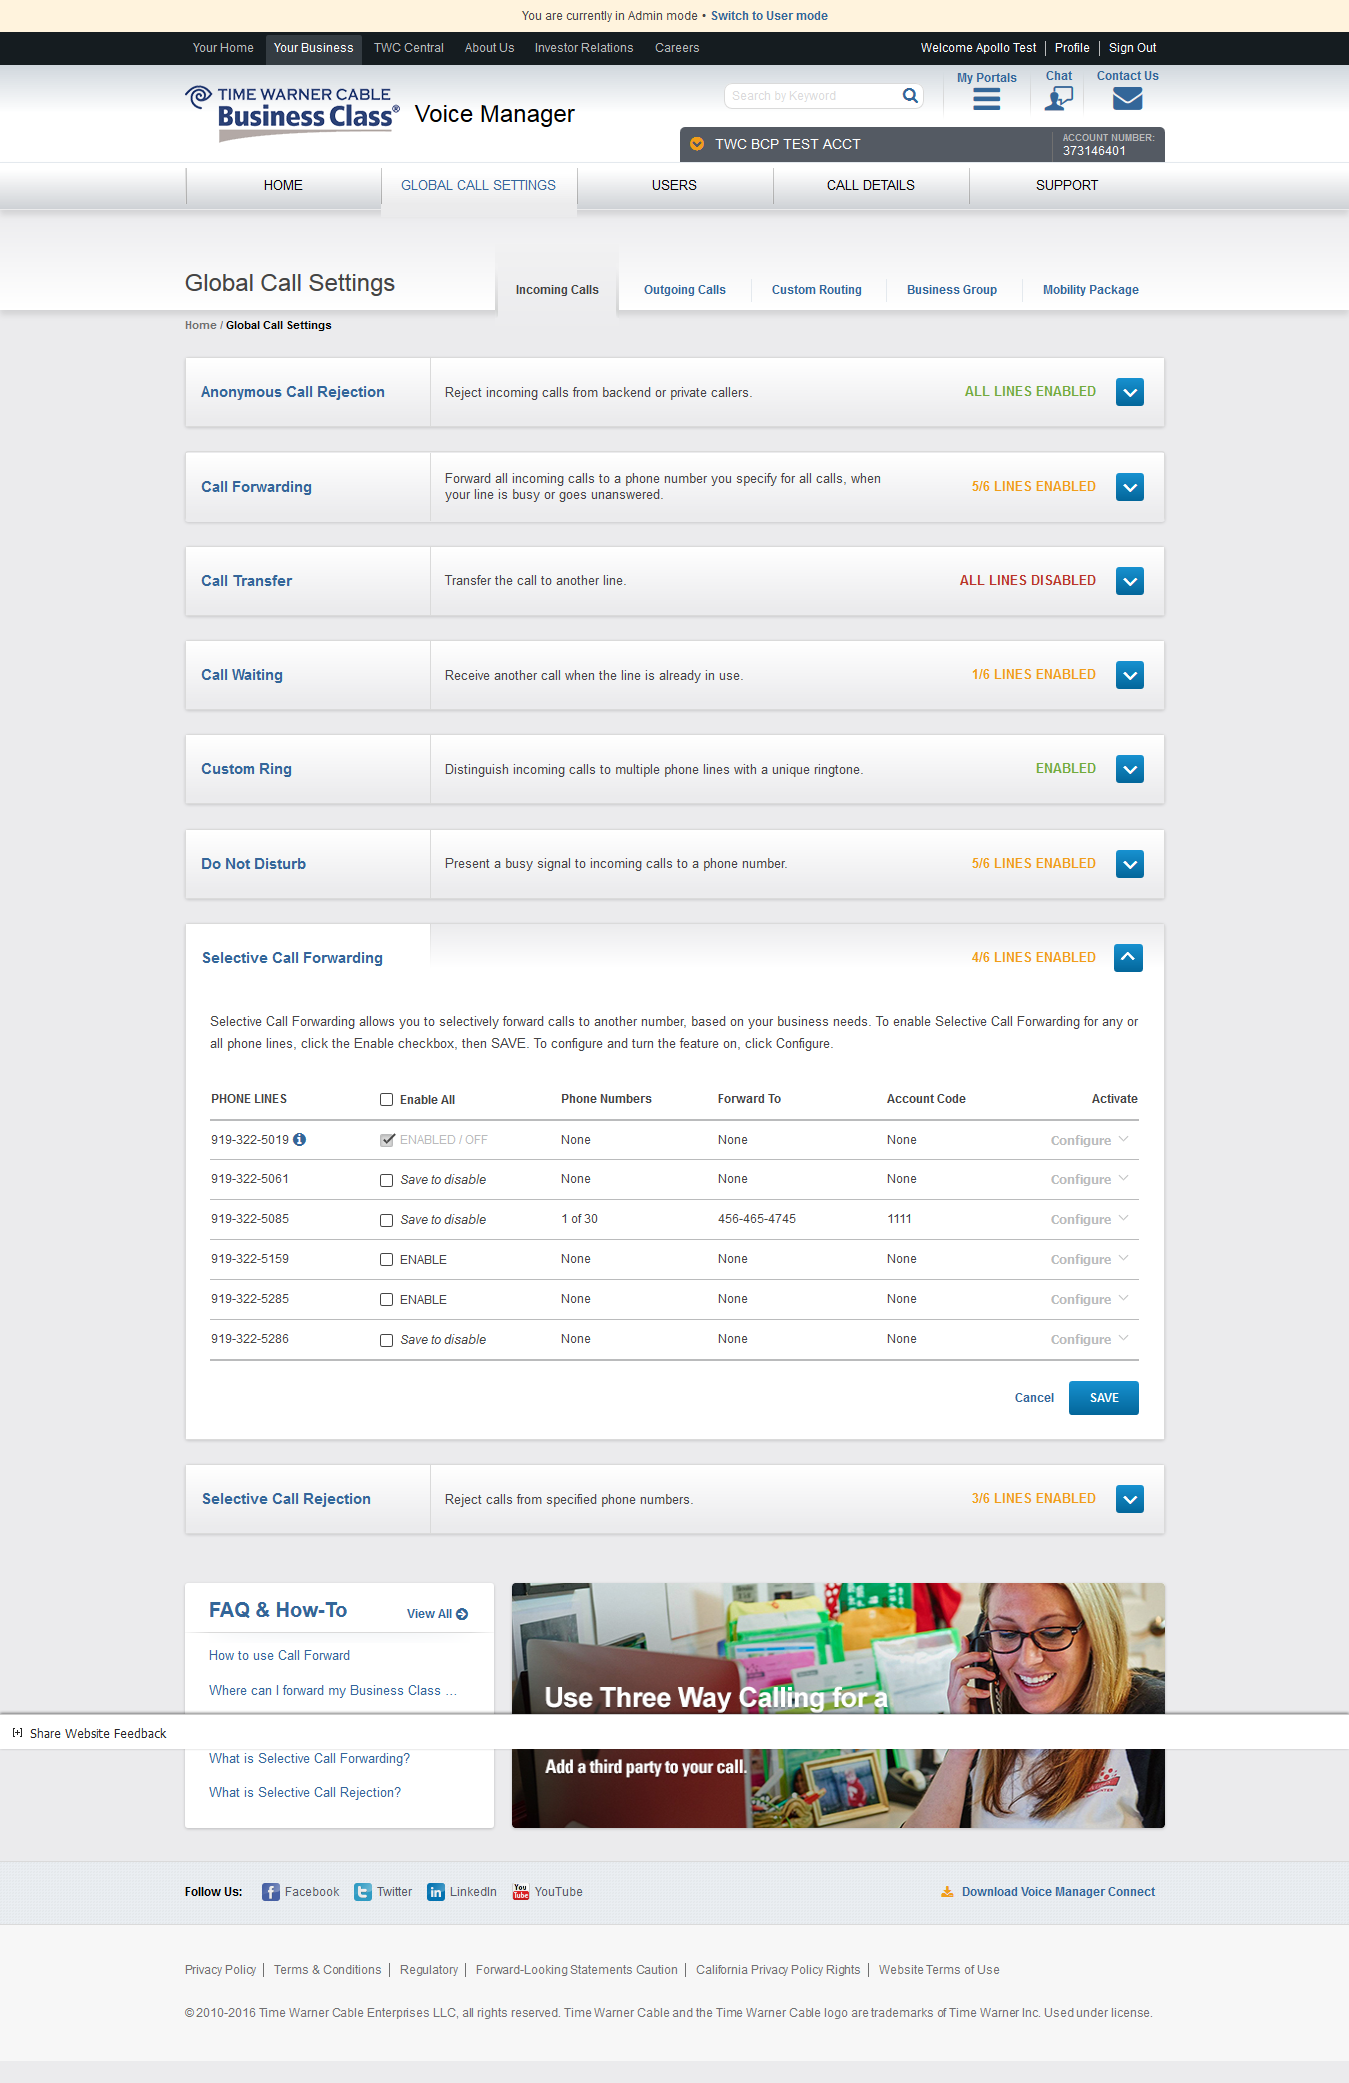 You are currently in Admin mode • Switch to User mode
Your Home Your Business TWC Central About Us Investor Relations Careers Welcome Apollo Test Profile Sign Out
My Portals Chat Contact Us
TIME WARNER CABLE
Business Class®
Voice Manager
Search by Keyword
TWC BCP TEST ACCT
ACCOUNT NUMBER:
373146401
HOME GLOBAL CALL SETTINGS USERS CALL DETAILS SUPPORT
Global Call Settings
Incoming Calls Outgoing Calls Custom Routing Business Group Mobility Package
Home / Global Call Settings
Anonymous Call Rejection Reject incoming calls from backend or private callers. ALL LINES ENABLED
Call Forwarding Forward all incoming calls to a phone number you specify for all calls, when
your line is busy or goes unanswered. 5/6 LINES ENABLED
Call Transfer Transfer the call to another line. ALL LINES DISABLED
Call Waiting Receive another call when the line is already in use. 1/6 LINES ENABLED
Custom Ring Distinguish incoming calls to multiple phone lines with a unique ringtone. ENABLED
Do Not Disturb Present a busy signal to incoming calls to a phone number. 5/6 LINES ENABLED
Selective Call Forwarding 4/6 LINES ENABLED
Selective Call Forwarding allows you to selectively forward calls to another number, based on your business needs. To enable Selective Call Forwarding for any or
all phone lines, click the Enable checkbox, then SAVE. To configure and turn the feature on, click Configure.
PHONE LINES Enable All Phone Numbers Forward To Account Code Activate
919-322-5019 ENABLED / OFF None None None Configure
919-322-5061 Save to disable None None None Configure
919-322-5085 Save to disable 1 of 30 456-465-4745 1111 Configure
919-322-5159 ENABLE None None None Configure
919-322-5285 ENABLE None None None Configure
919-322-5286 Save to disable None None None Configure
Cancel SAVE
Selective Call Rejection Reject calls from specified phone numbers. 3/6 LINES ENABLED
FAQ & How-To View All
How to use Call Forward
Where can I forward my Business Class ...
Use Three Way Calling for a
[+] Share Website Feedback
What is Selective Call Forwarding?
What is Selective Call Rejection?
Add a third party to your call.
Follow Us: Facebook Twitter LinkedIn YouTube Download Voice Manager Connect
Privacy Policy Terms & Conditions Regulatory Forward-Looking Statements Caution California Privacy Policy Rights Website Terms of Use
© 2010-2016 Time Warner Cable Enterprises LLC, all rights reserved. Time Warner Cable and the Time Warner Cable logo are trademarks of Time Warner Inc. Used under license.